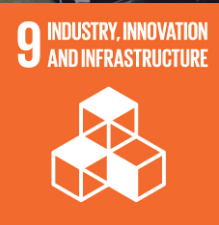 9 INDUSTRY, INNOVATION
AND INFRASTRUCTURE